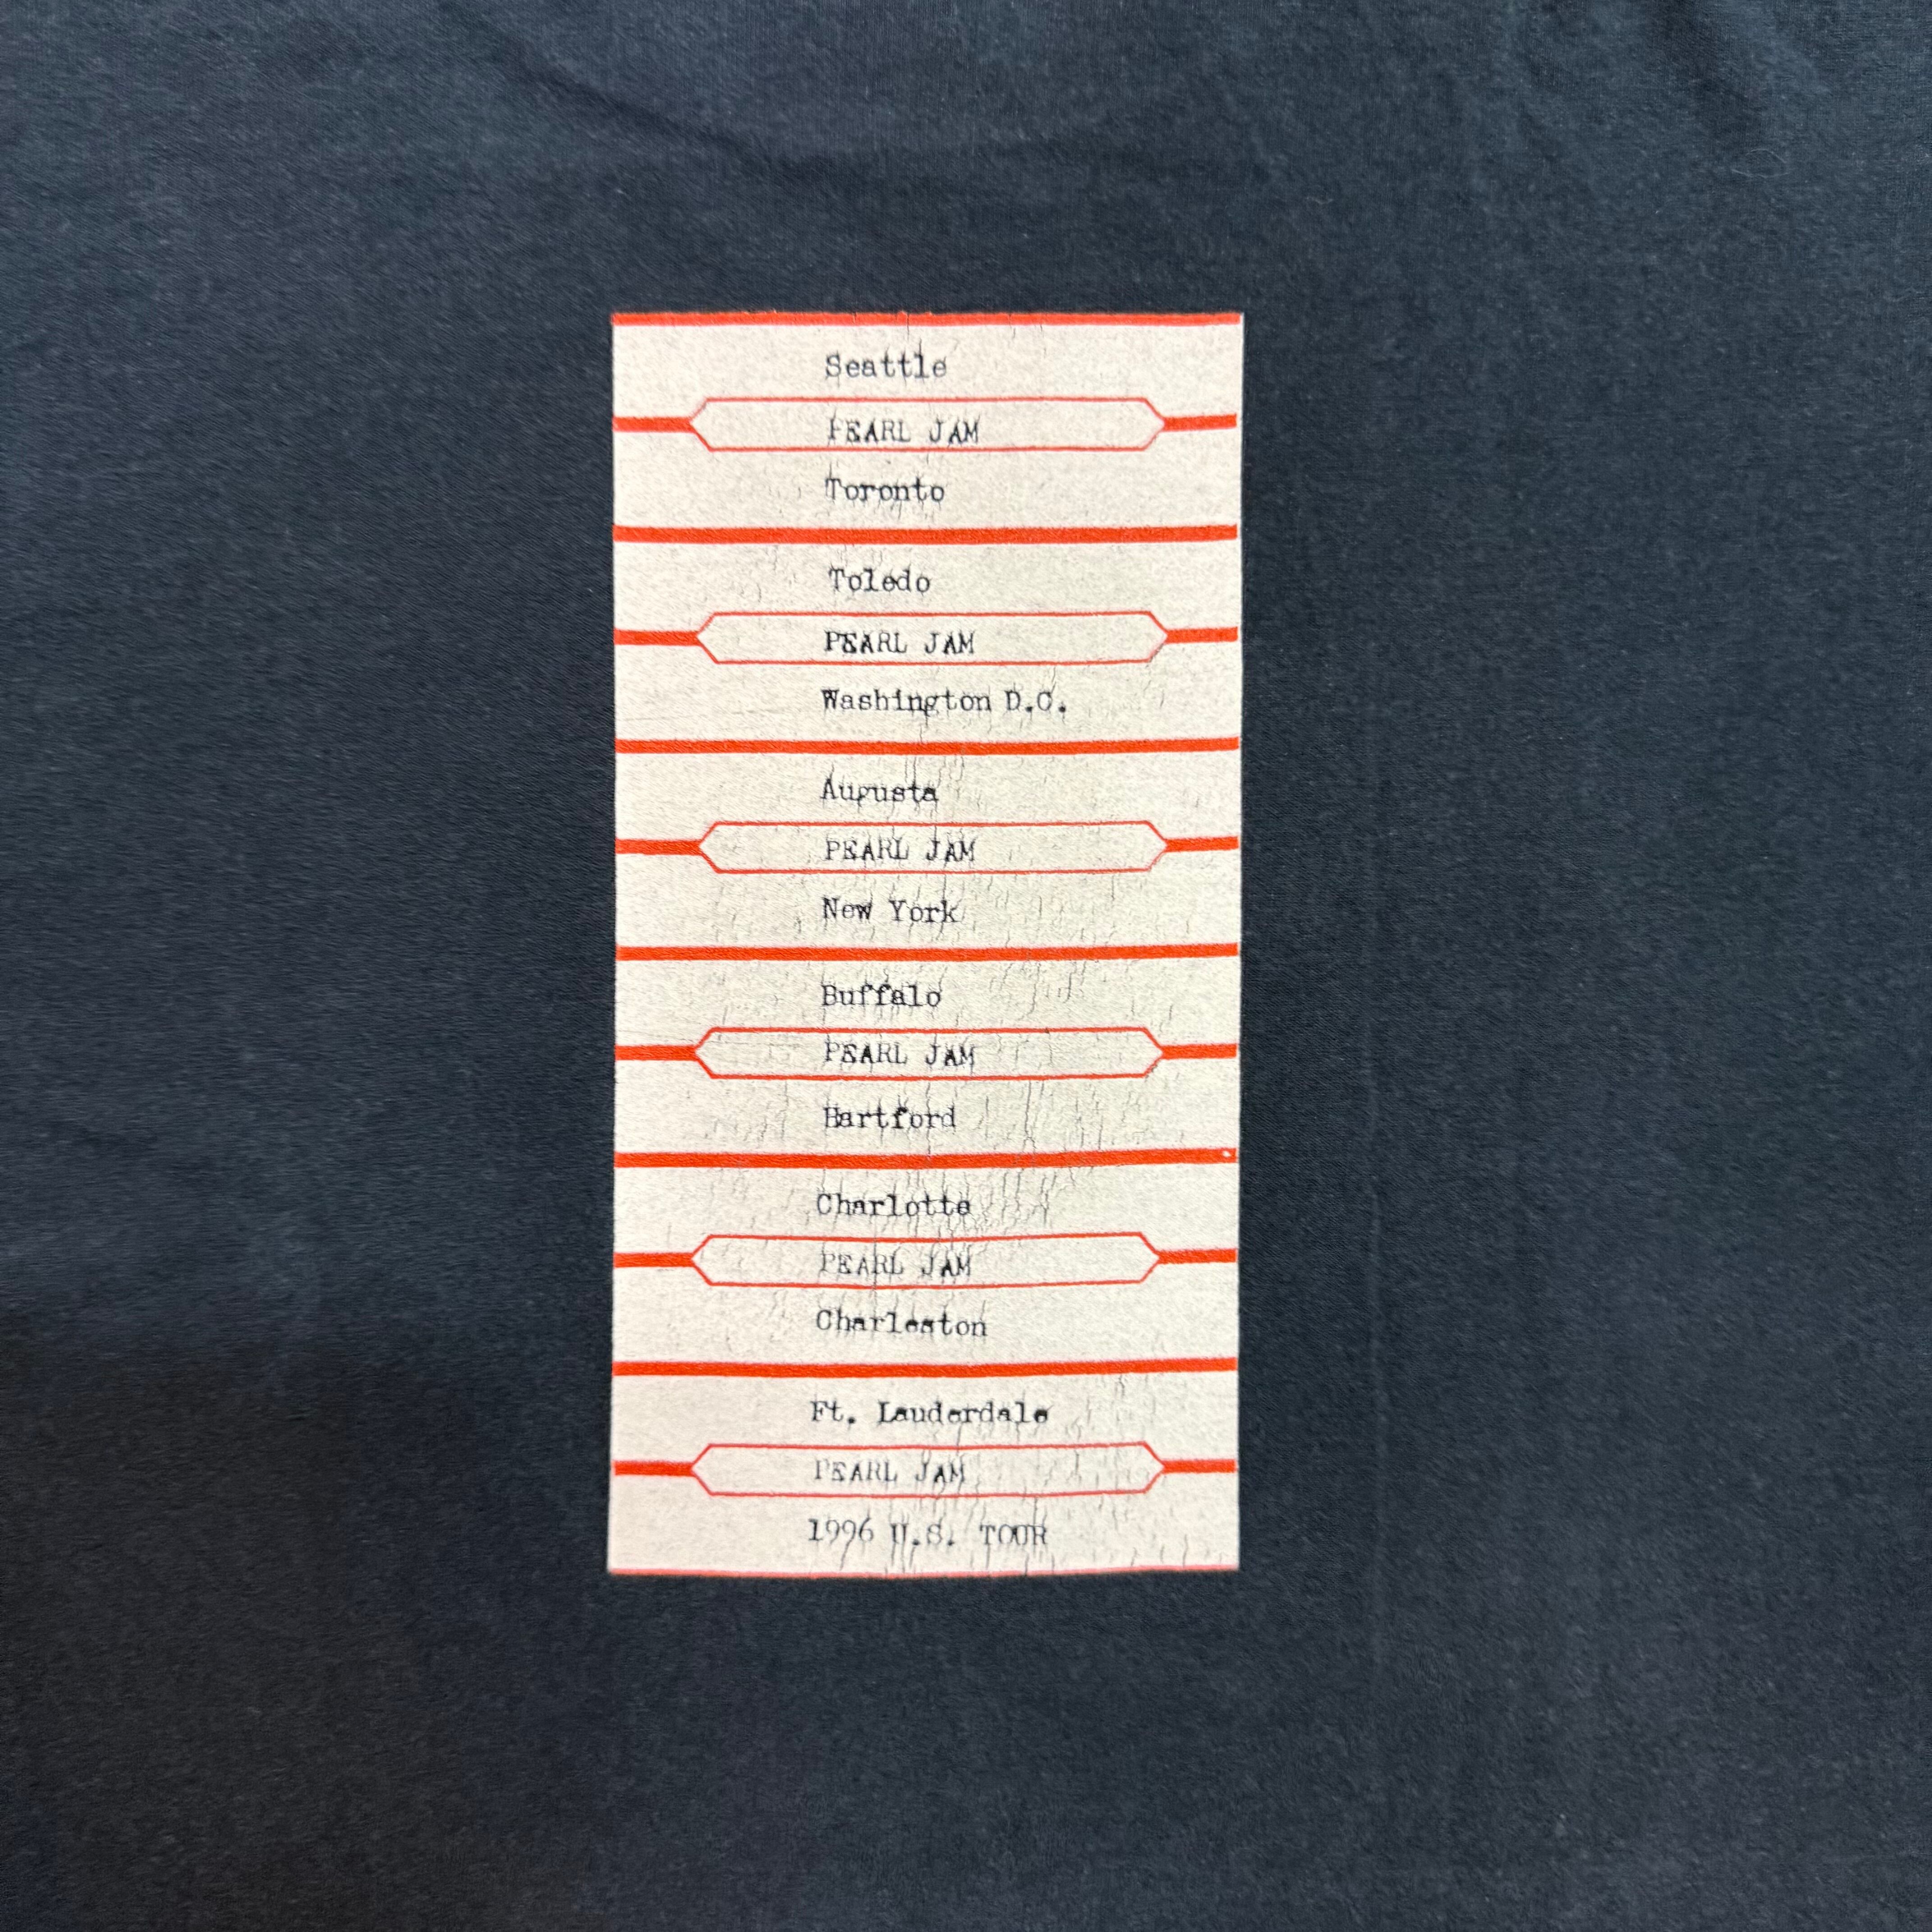 Seattle
PEARL JAM
Toronto
Toledo
PEARL JAM
Washington D.C.
Augusta
PEARL JAM
New York
Buffalo
PEARL JAM
Hartford
Charlotte
PEARL JAM
Charleston
Ft. Lauderdale
PEARL JAM
1996 U.S. TOUR